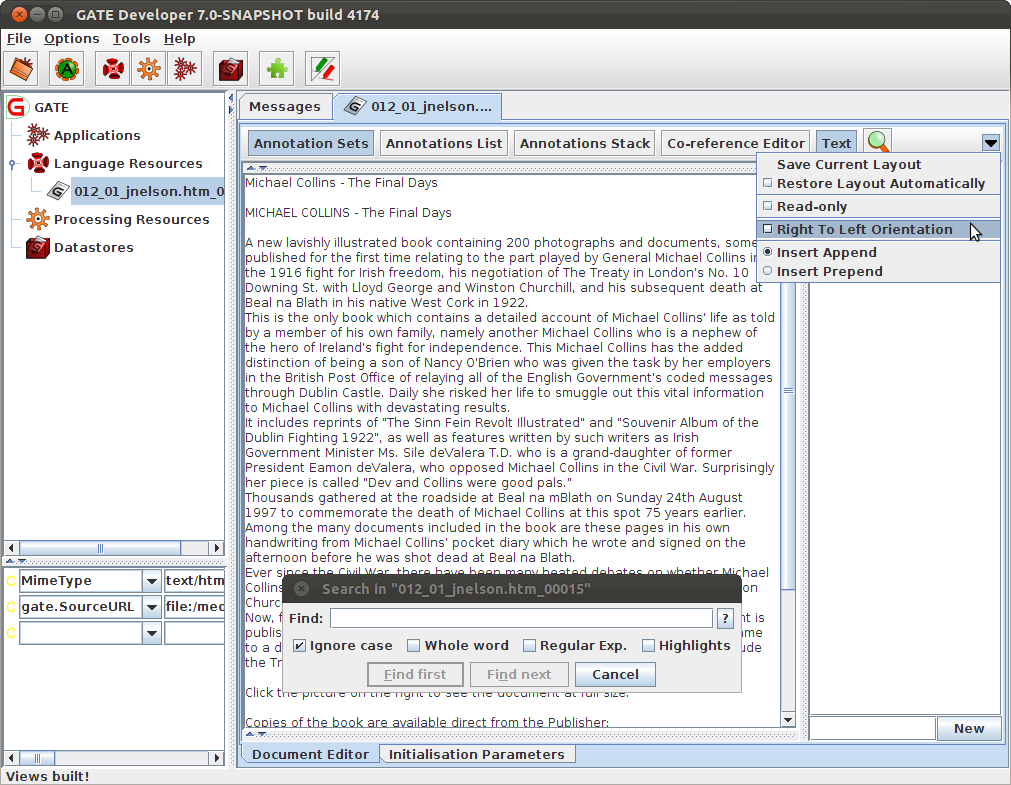 GATE Developer 7.0-SNAPSHOT build 4174
File Options Tools Help
GATE
Applications
Language Resources
012_01_jnelson.htm_0
Processing Resources
Datastores
MimeType text/htm
gate.SourceURL file:/med
Views built!
Messages 012_01_jnelson....
Annotation Sets Annotations List Annotations Stack Co-reference Editor Text
Save Current Layout
Restore Layout Automatically
Read-only
Right To Left Orientation
Insert Append
Insert Prepend
Michael Collins - The Final Days
MICHAEL COLLINS - The Final Days
A new lavishly illustrated book containing 200 photographs and documents, some
published for the first time relating to the part played by General Michael Collins in
the 1916 fight for Irish freedom, his negotiation of The Treaty in London's No. 10
Downing St. with Lloyd George and Winston Churchill, and his subsequent death at
Beal na Blath in his native West Cork in 1922.
This is the only book which contains a detailed account of Michael Collins' life as told
by a member of his own family, namely another Michael Collins who is a nephew of
the hero of Ireland's fight for independence. This Michael Collins has the added
distinction of being a son of Nancy O'Brien who was given the task by her employers
in the British Post Office of relaying all of the English Government's coded messages
through Dublin Castle. Daily she risked her life to smuggle out this vital information
to Michael Collins with devastating results.
It includes reprints of "The Sinn Fein Revolt Illustrated" and "Souvenir Album of the
Dublin Fighting 1922", as well as features written by such writers as Irish
Government Minister Ms. Sile deValera T.D. who is a grand-daughter of former
President Eamon deValera, who opposed Michael Collins in the Civil War. Surprisingly
her piece is called "Dev and Collins were good pals."
Thousands gathered at the roadside at Beal na mBlath on Sunday 24th August
1997 to commemorate the death of Michael Collins at this spot 75 years earlier.
Among the many documents included in the book are these pages in his own
handwriting from Michael Collins' pocket diary which he wrote and signed on the
afternoon before he was shot dead at Beal na Blath.
Ever since the Civil War, there have been many heated debates on whether Michael
Collins
on
Churc
Now, f
nt is
publis
ame
to a d
ude
the Tr
Click the picture on the right to see the document at full size.
Copies of the book are available direct from the Publisher:
Search in "012_01_jnelson.htm_00015"
Find: ?
Ignore case Whole word Regular Exp. Highlights
Find first Find next Cancel
New
Document Editor Initialisation Parameters